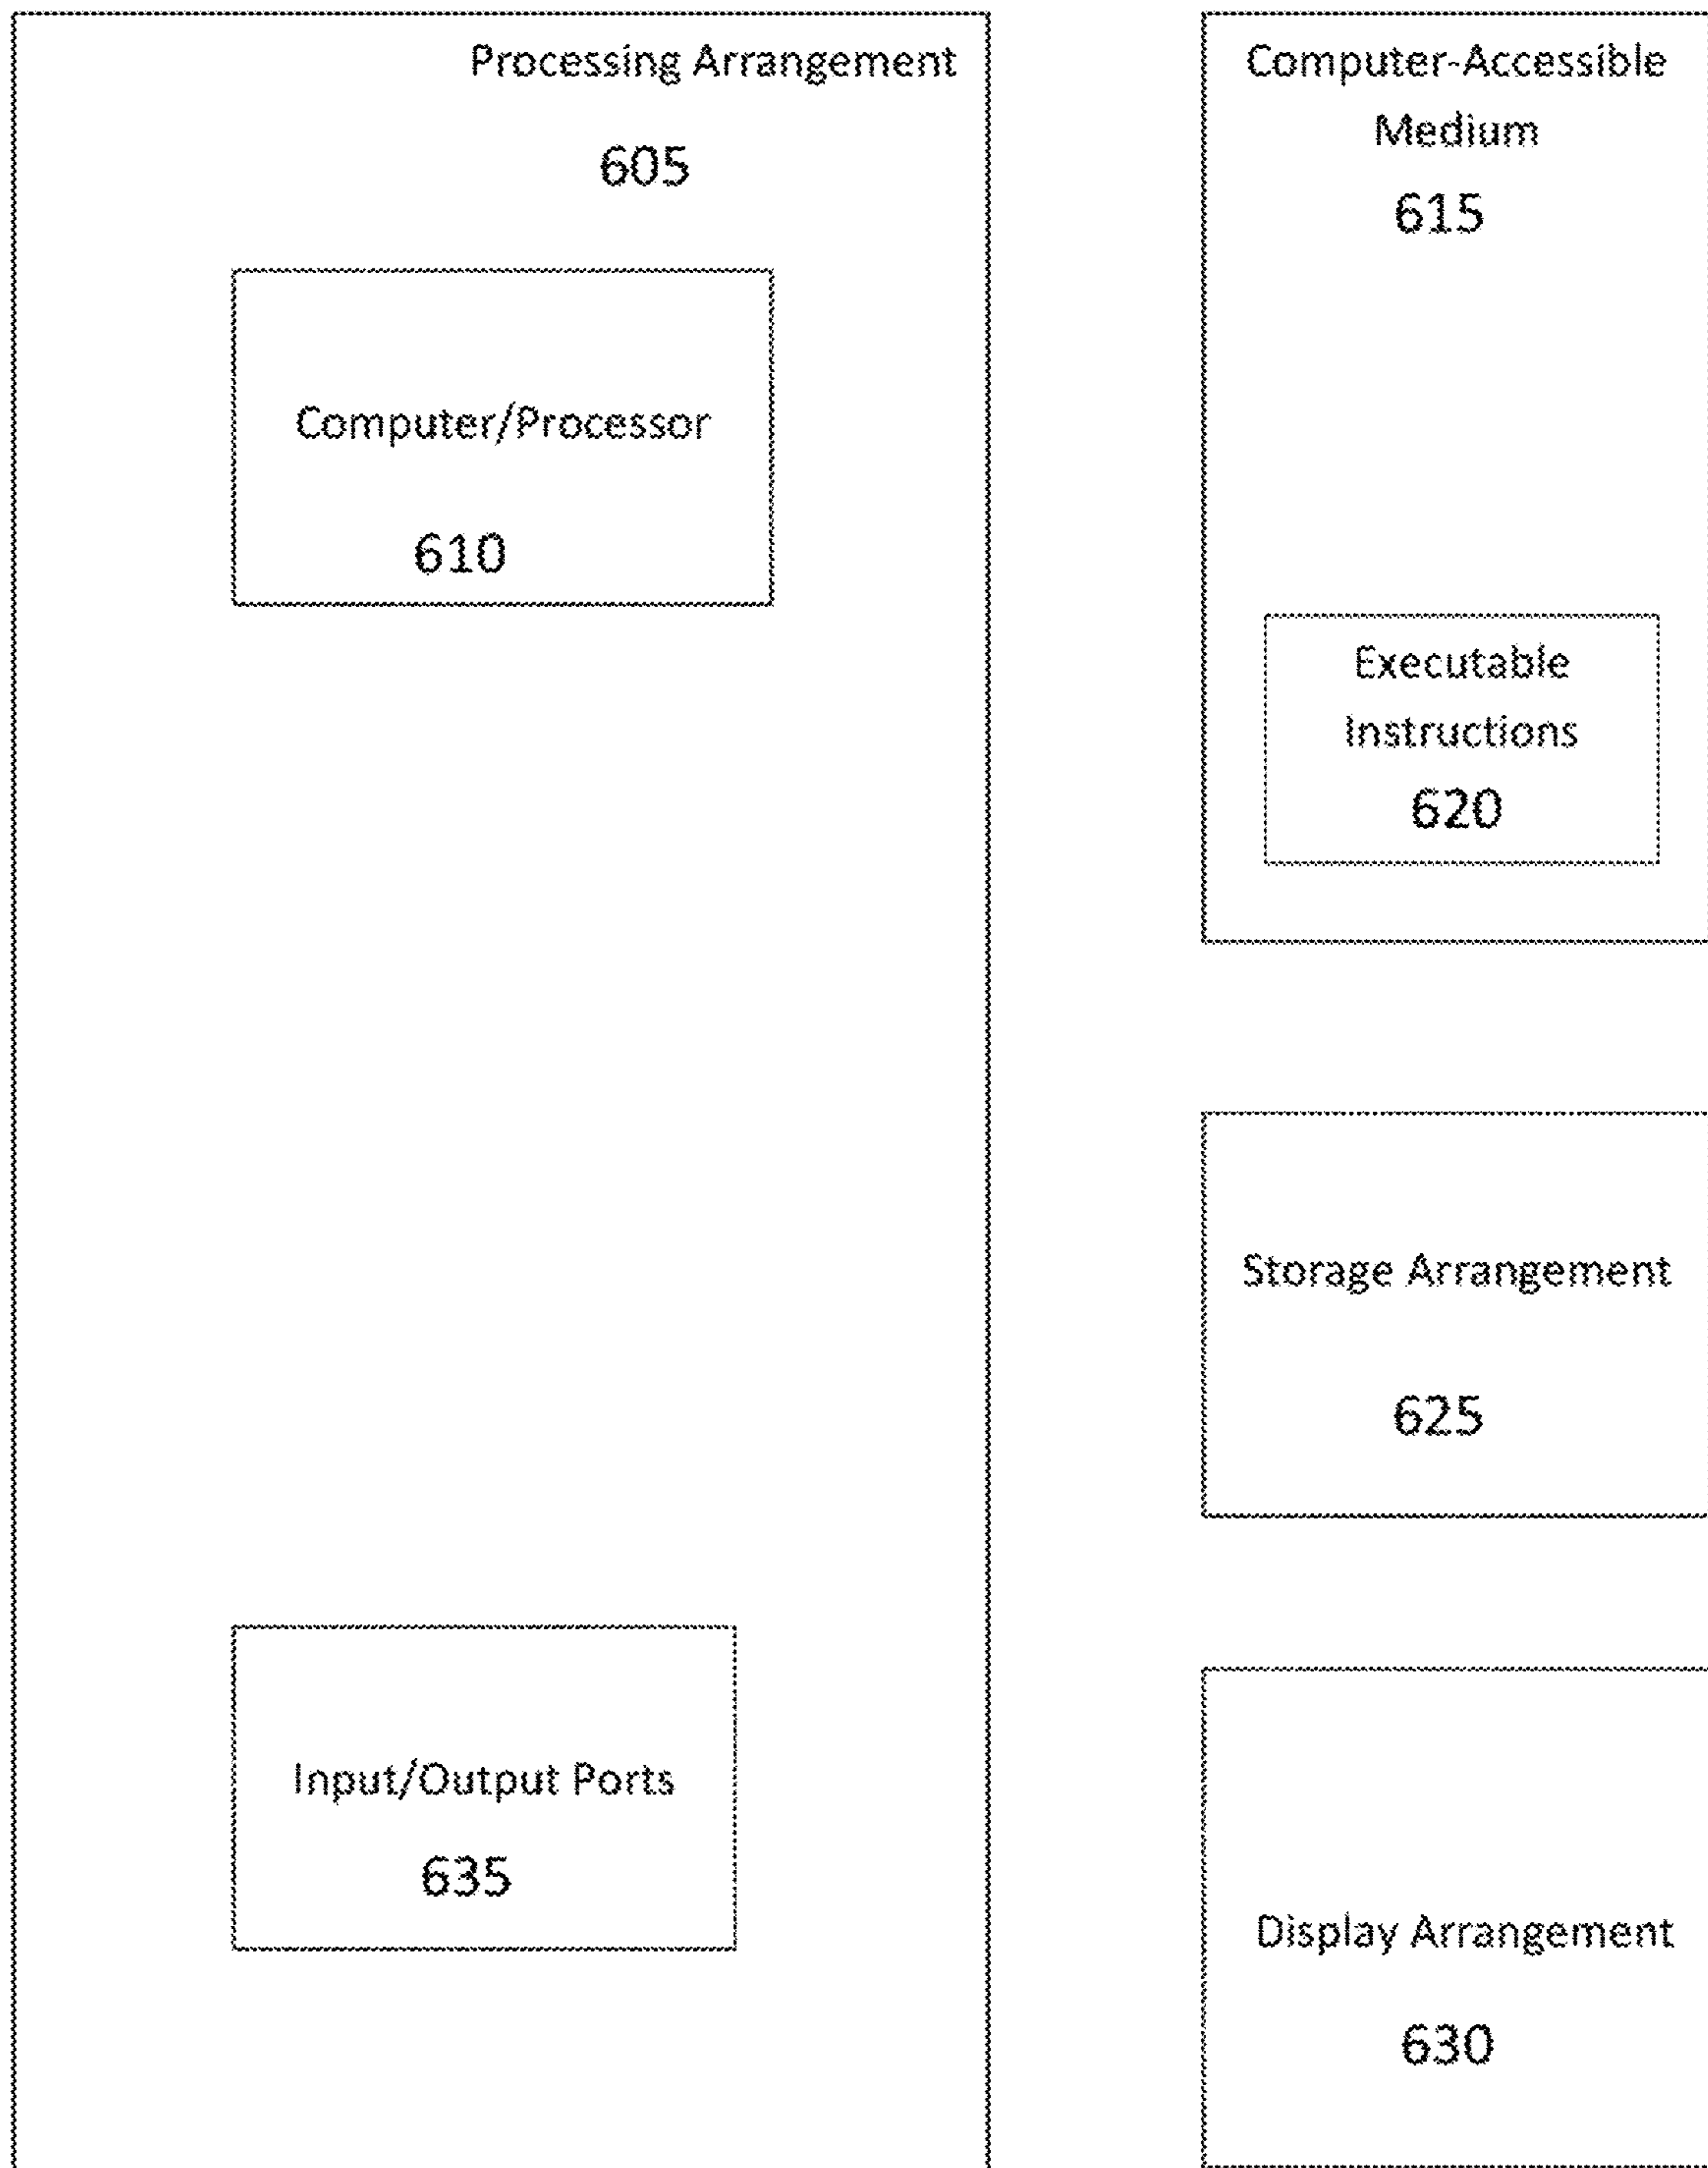 Processing Arrangement
605
Computer/Processor
610
Input/Output Ports
635
Computer-Accessible
Medium
615
Executable
Instructions
620
Storage Arrangement
625
Display Arrangement
630